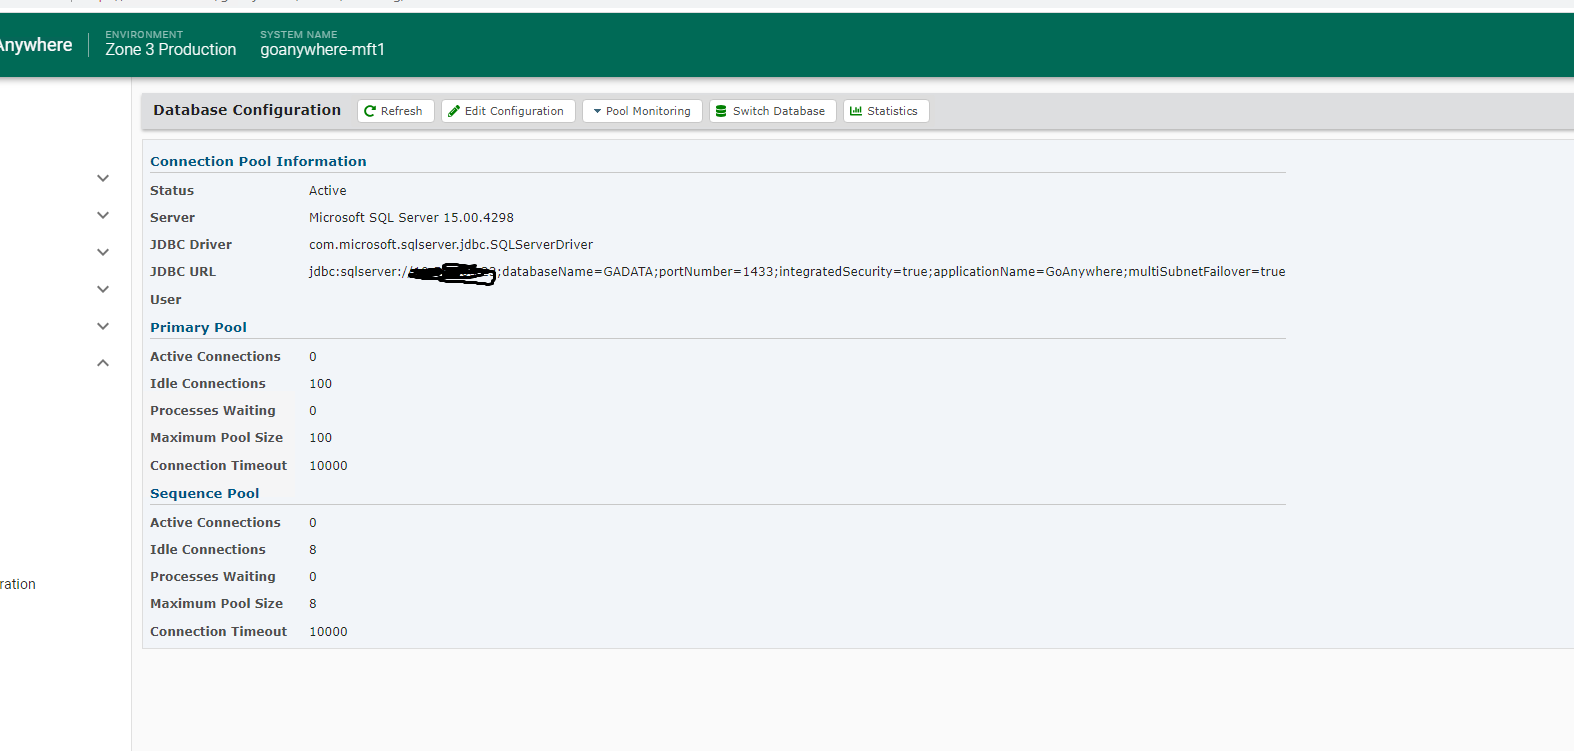 ENVIRONMENT
SYSTEM NAME
Anywhere
Zone 3 Production
goanywhere-mft1
Database Configuration
Refresh
Edit Configuration
Pool Monitoring
Switch Database
Statistics
Connection Pool Information
Status Active
Server Microsoft SQL Server 15.00.4298
JDBC Driver com.microsoft.sqlserver.jdbc.SQLServerDriver
JDBC URL jdbc:sqlserver:// ;databaseName=GADATA;portNumber=1433;integratedSecurity=true;applicationName=GoAnywhere;multiSubnetFailover=true
User
Primary Pool
Active Connections 0
Idle Connections 100
Processes Waiting 0
Maximum Pool Size 100
Connection Timeout 10000
Sequence Pool
Active Connections 0
Idle Connections 8
Processes Waiting 0
ration
Maximum Pool Size 8
Connection Timeout 10000